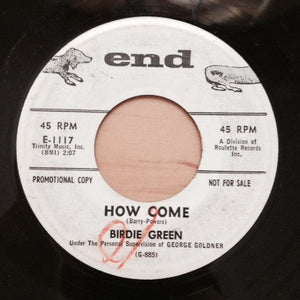 end
45 RPM
E-1117
Trinity Music, Inc.
(BMI) 2:07
45 RPM
A Division of
Roulette Records
Inc.
PROMOTIONAL COPY
NOT FOR SALE
HOW COME
(Barry-Powers)
BIRDIE GREEN
Under The Personal Supervision of GEORGE GOLDNER
(G-885)